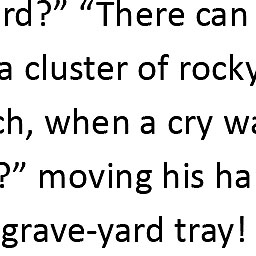 rd?” “There can
a cluster of rocky
ch, when a cry wa
?” moving his ha
grave-yard tray!